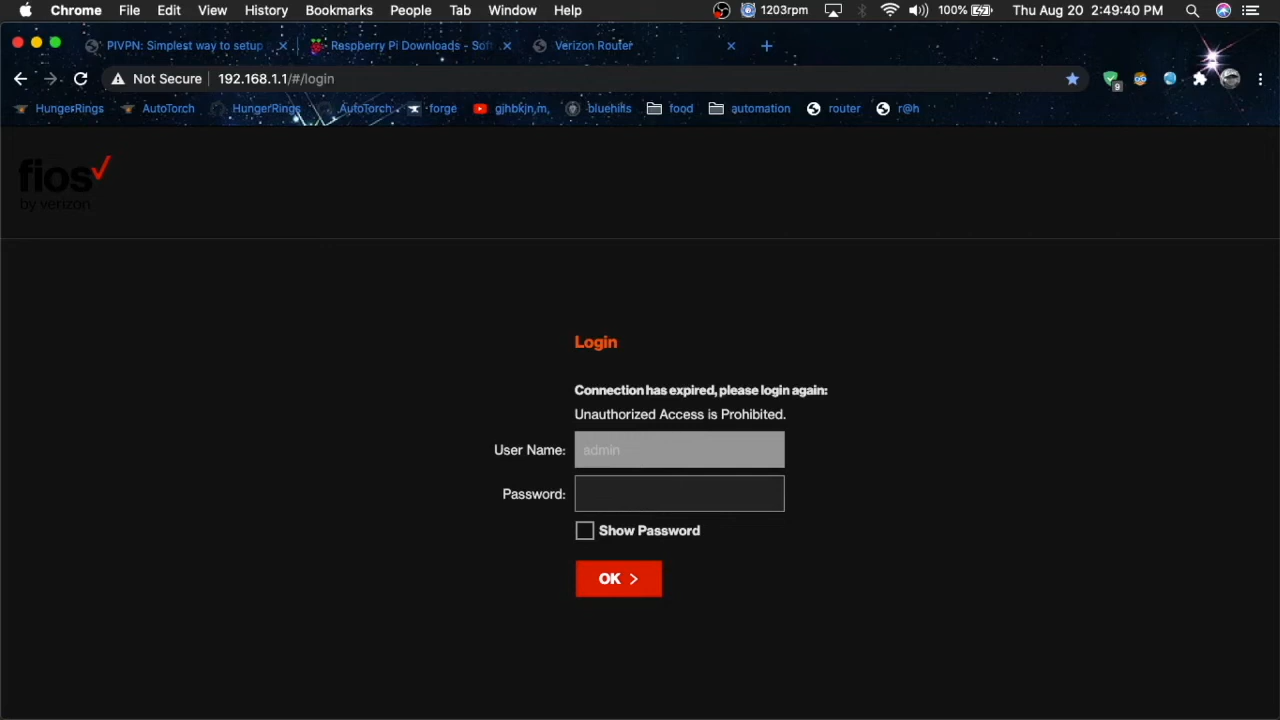 Chrome File Edit View History Bookmarks People Tab Window Help 1203rpm 100% Thu Aug 20 2:49:40 PM
PIVPN: Simplest way to setup Raspberry Pi Downloads - Soft Verizon Router
Not Secure 192.168.1.1/#/login
HungerRings AutoTorch HungerRings AutoTorch forge gjhbkjn,m, bluehills food automation router r@h
fios
by verizon
Login
Connection has expired, please login again:
Unauthorized Access is Prohibited.
User Name: admin
Password:
Show Password
OK >